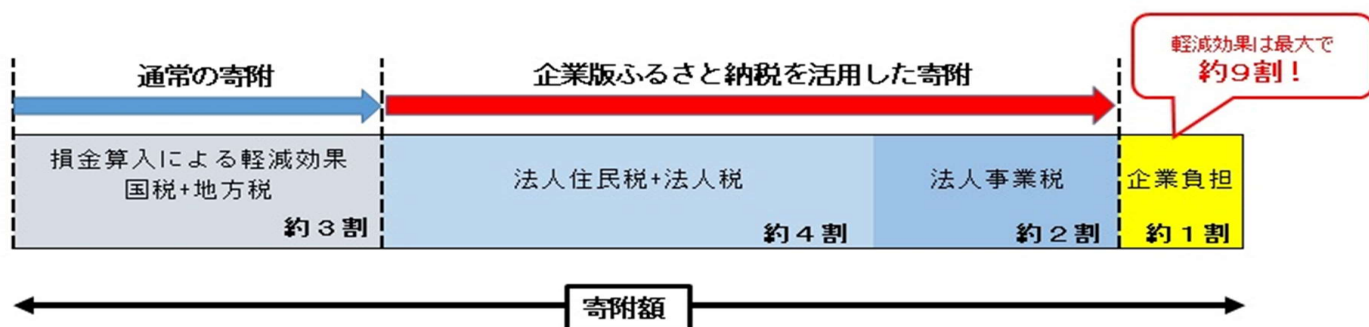 通常の寄附
企業版ふるさと納税を活用した寄附
軽減効果は最大で
約9割！
損金算入による軽減効果
国税+地方税
約３割
法人住民税+法人税
約４割
法人事業税
約２割
企業負担
約１割
寄附額